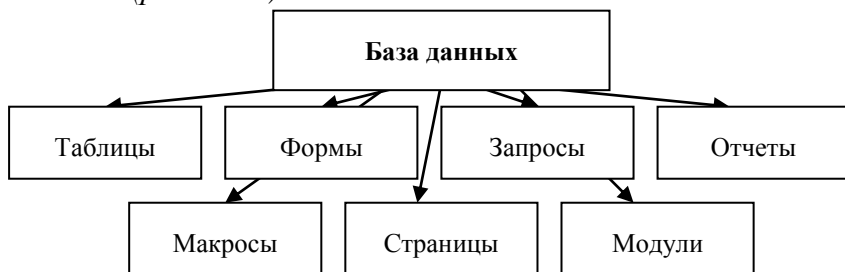 База данных
Таблицы Формы Запросы Отчеты
Макросы Страницы Модули